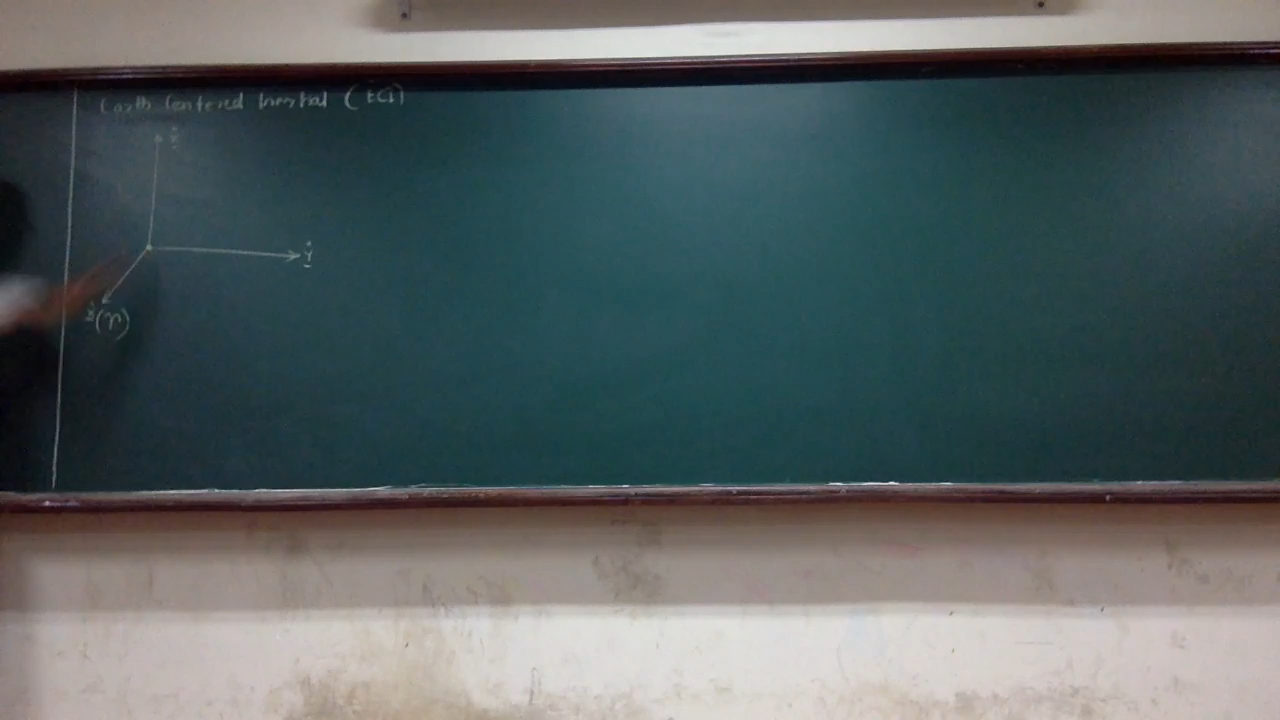 Earth Centered Inertial (ECI)
Ẑ
Ŷ
X̂ (♈)